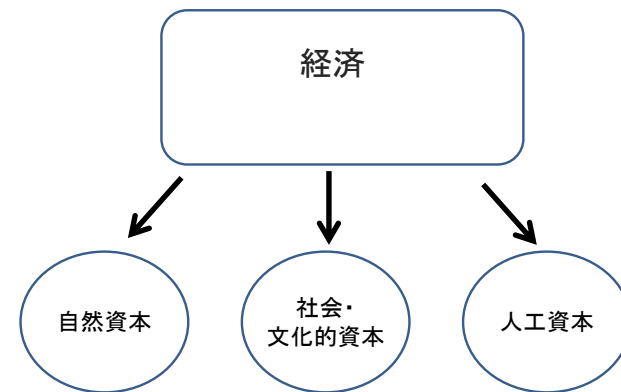 経済
自然資本
社会・
文化的資本
人工資本